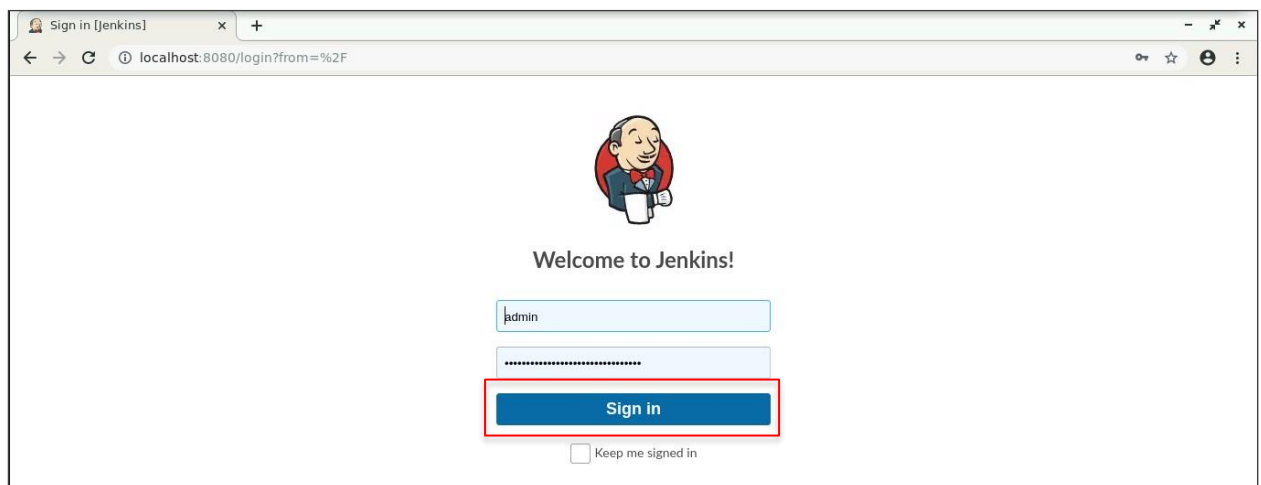 Sign in [Jenkins]
localhost:8080/login?from=%2F
Welcome to Jenkins!
admin
••••••••••••••••••••••••••••••••
Sign in
Keep me signed in